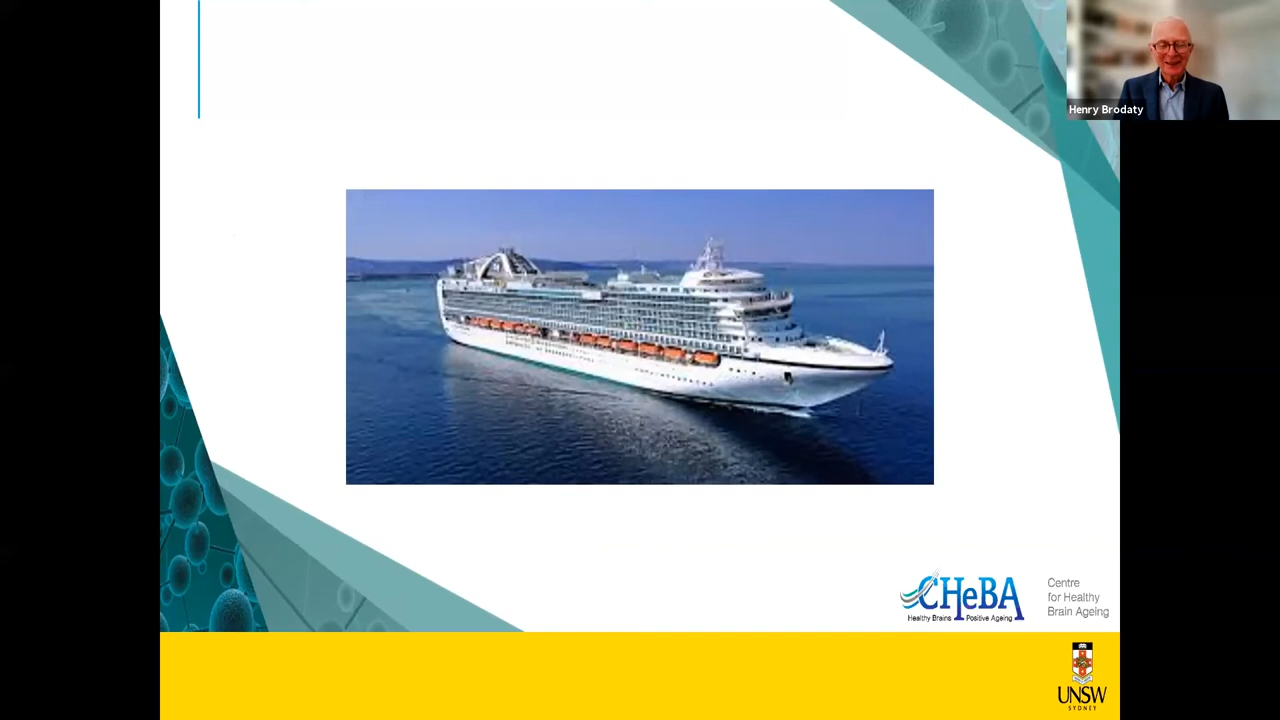 Henry Brodaty
CHeBA
Healthy Brains Positive Ageing
Centre
for Healthy
Brain Ageing
UNSW
SYDNEY